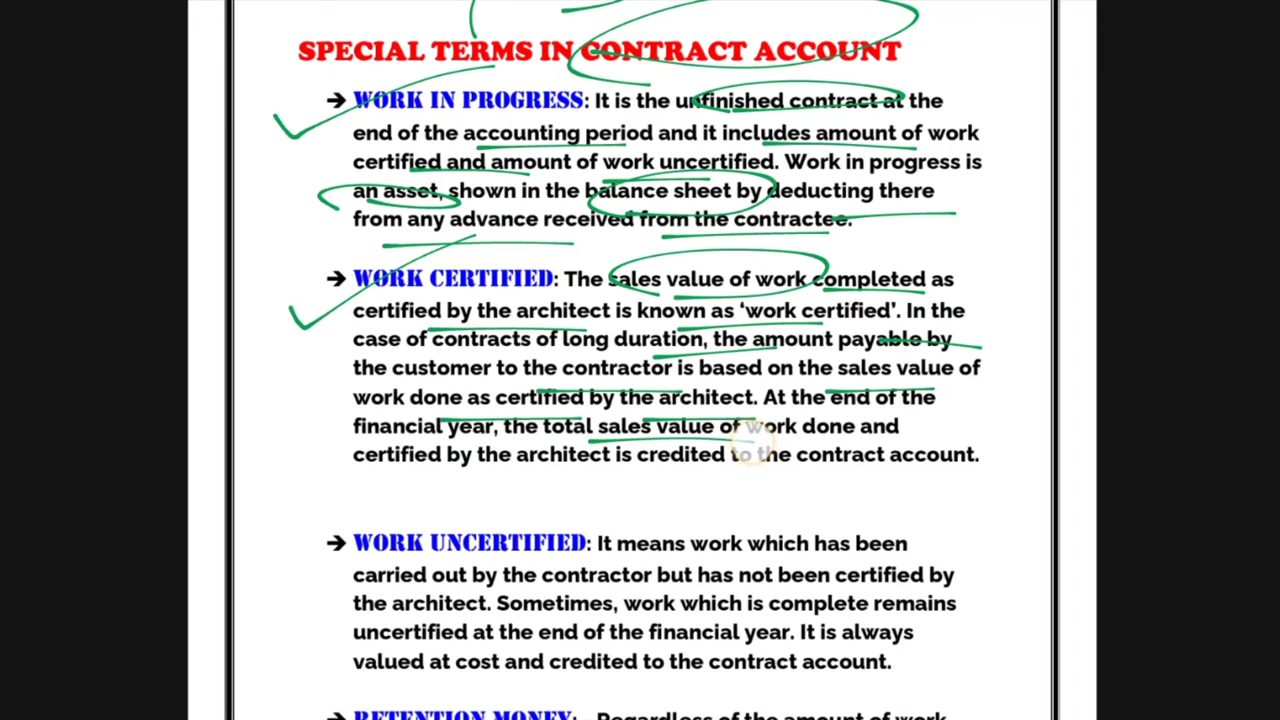 SPECIAL TERMS IN CONTRACT ACCOUNT
➔ WORK IN PROGRESS: It is the unfinished contract at the
end of the accounting period and it includes amount of work
certified and amount of work uncertified. Work in progress is
an asset, shown in the balance sheet by deducting there
from any advance received from the contractee.
➔ WORK CERTIFIED: The sales value of work completed as
certified by the architect is known as ‘work certified’. In the
case of contracts of long duration, the amount payable by
the customer to the contractor is based on the sales value of
work done as certified by the architect. At the end of the
financial year, the total sales value of work done and
certified by the architect is credited to the contract account.
➔ WORK UNCERTIFIED: It means work which has been
carried out by the contractor but has not been certified by
the architect. Sometimes, work which is complete remains
uncertified at the end of the financial year. It is always
valued at cost and credited to the contract account.
➔ RETENTION MONEY: Regardless of the amount of work